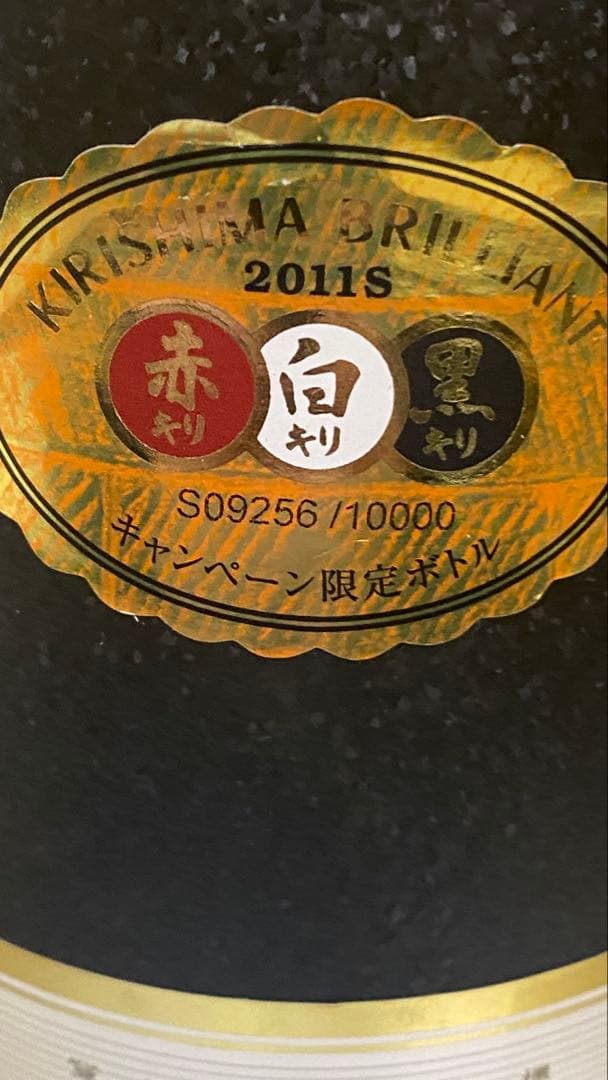 KIRISHIMA BRILLIANT
2011S
赤キリ 白キリ 黒キリ
S09256 /10000
キャンペーン限定ボトル